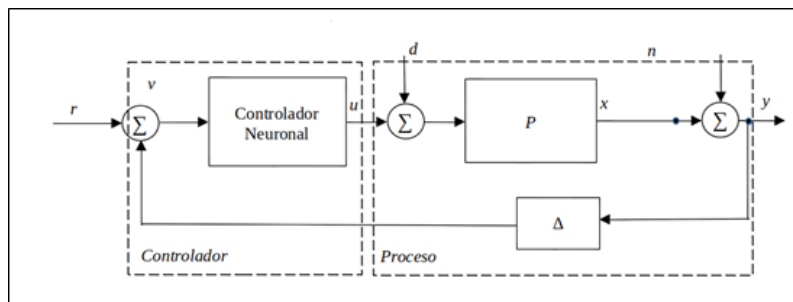 d
n
v
r
Σ
Controlador
Neuronal
u
Σ
P
x
Σ
y
Δ
Controlador
Proceso